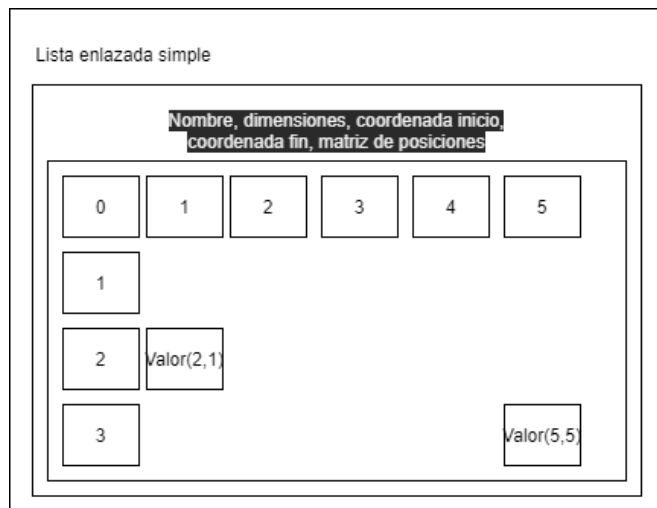 Lista enlazada simple
Nombre, dimensiones, coordenada inicio,
coordenada fin, matriz de posiciones
0 1 2 3 4 5
1
2 Valor(2,1)
3 Valor(5,5)